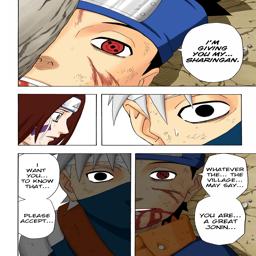 I'M
GIVING
YOU MY...
SHARINGAN.
WHATEVER
THE... THE
VILLAGE...
MAY SAY...
YOU ARE...
A GREAT
JONIN...
I WANT
YOU...
TO KNOW
THAT...
PLEASE
ACCEPT...